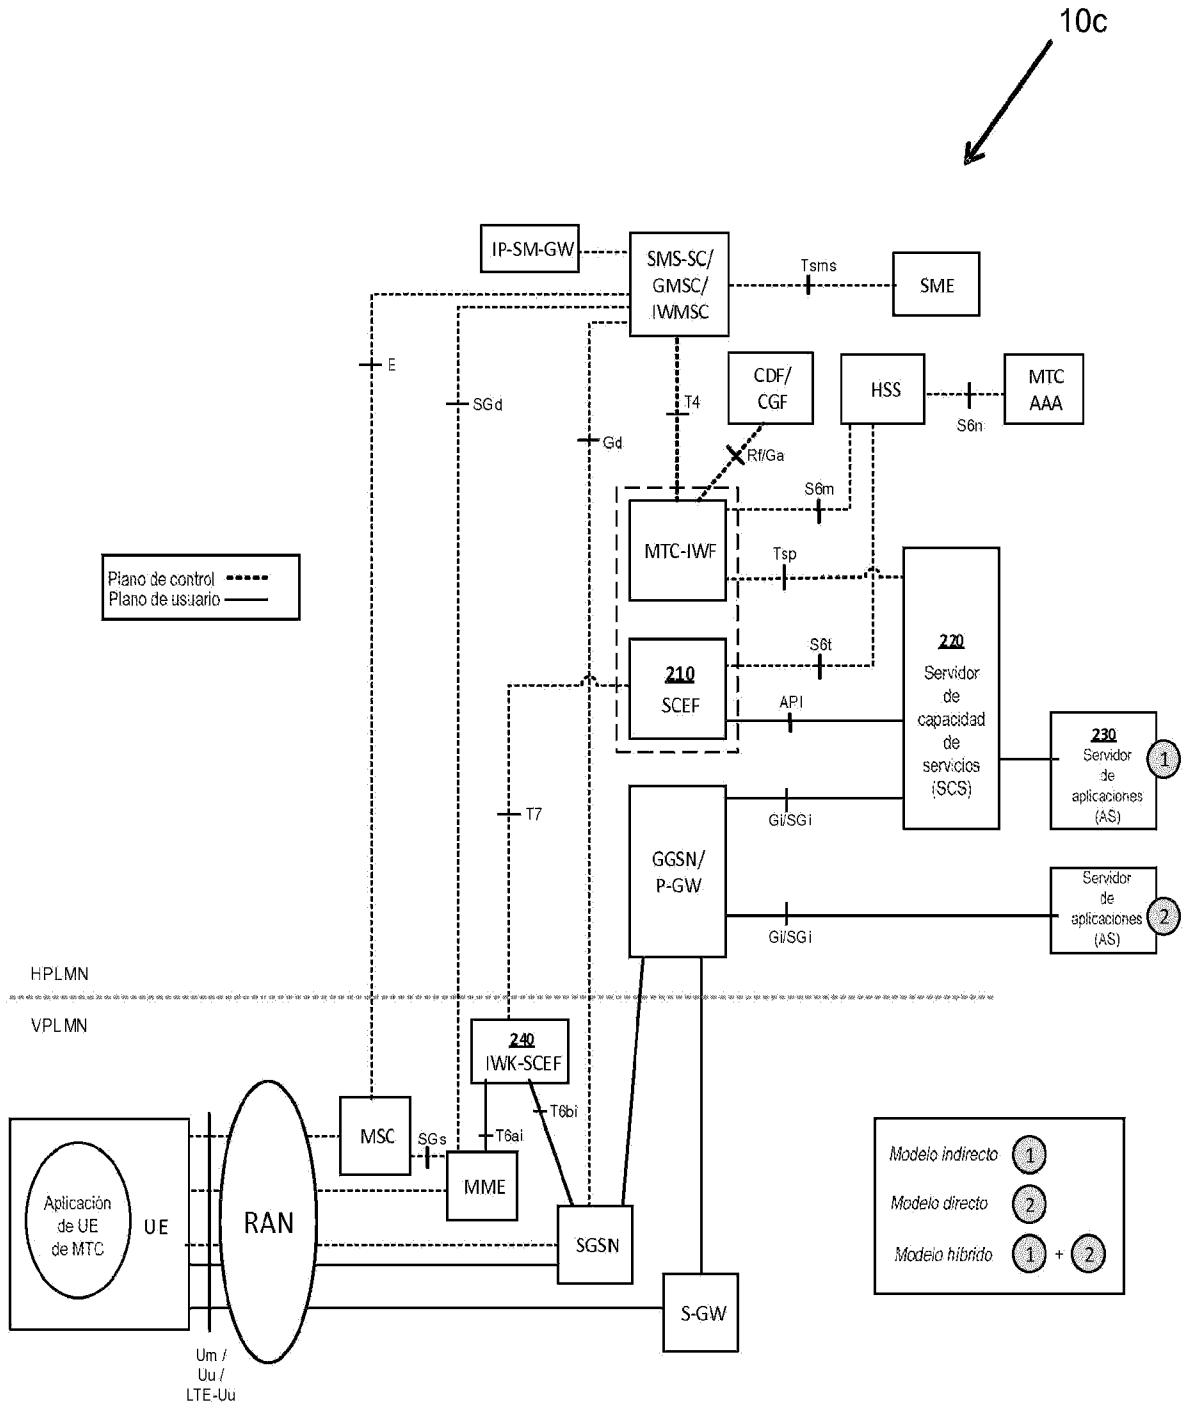 10c
IP-SM-GW
SMS-SC/
GMSC/
IWMSC
Tsms
SME
E
SGd
Gd
T4
CDF/
CGF
HSS
MTC
AAA
S6n
Rf/Ga
S6m
MTC-IWF
Tsp
Plano de control
Plano de usuario
210
SCEF
S6t
API
220
Servidor
de
capacidad
de
servicios
(SCS)
230
Servidor
de
aplicaciones
(AS)
1
T7
Gi/SGi
GGSN/
P-GW
Gi/SGi
Servidor
de
aplicaciones
(AS)
2
HPLMN
VPLMN
240
IWK-SCEF
T6ai
T6bi
MSC
SGs
MME
Aplicación
de UE
de MTC
UE
RAN
SGSN
S-GW
Um /
Uu /
LTE-Uu
Modelo indirecto 1
Modelo directo 2
Modelo híbrido 1 + 2